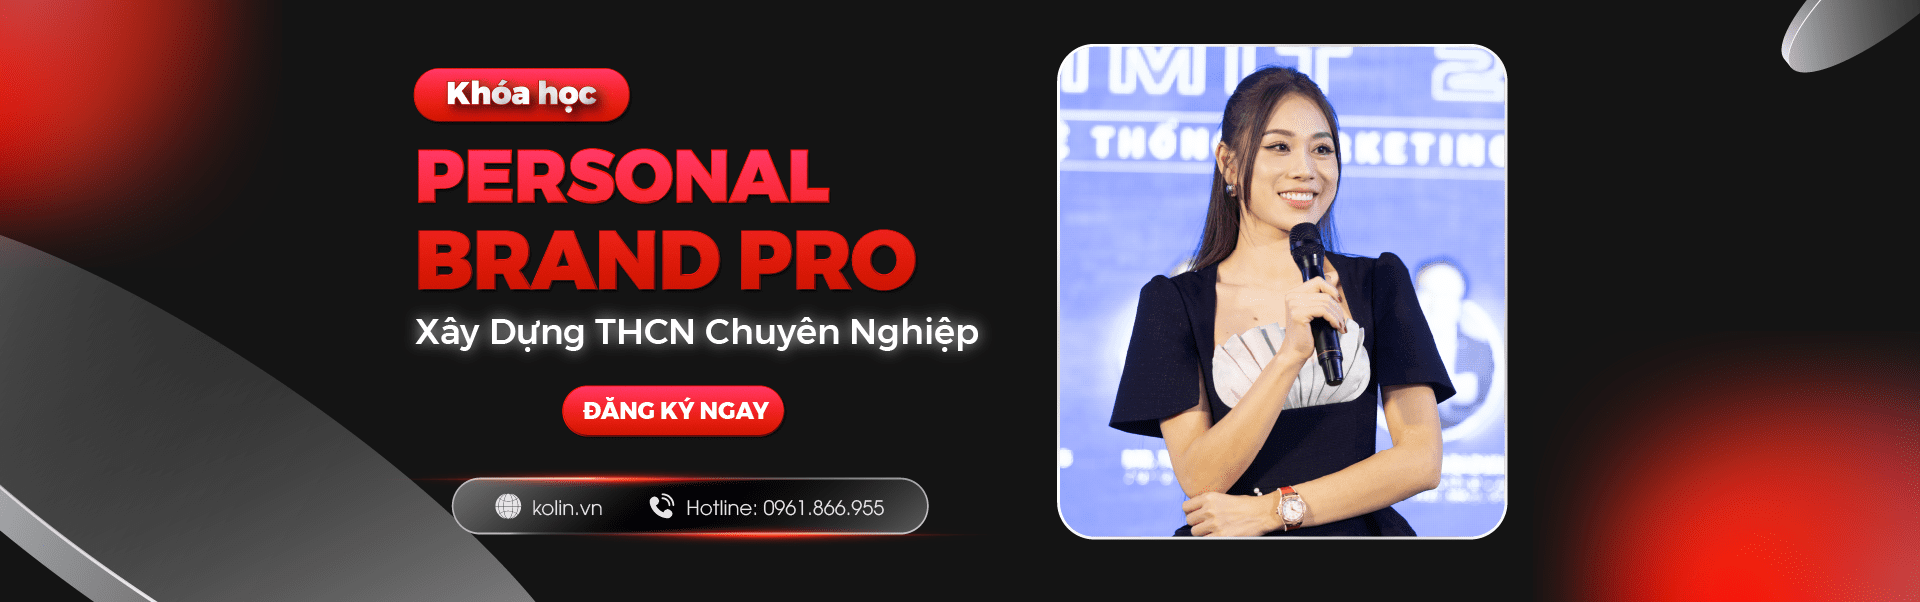 Khóa học
PERSONAL
BRAND PRO
Xây Dựng THCN Chuyên Nghiệp
ĐĂNG KÝ NGAY
kolin.vn
Hotline: 0961.866.955
THỐNG